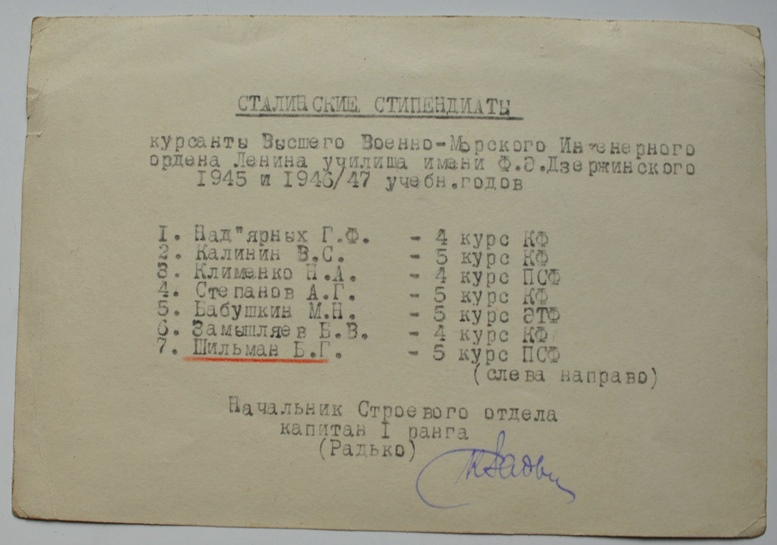 СТАЛИНСКИЕ СТИПЕНДИАТЫ
курсанты Высшего Военно-Морского Инженерного
ордена Ленина училища имени Ф.Э.Дзержинского
1945 и 1946/47 учебн.годов
1. Над"ярных Г.Ф. - 4 курс КФ
2. Калинин В.С. - 5 курс КФ
3. Клименко Н.А. - 4 курс ПСФ
4. Степанов А.Г. - 5 курс КФ
5. Бабушкин М.Н. - 5 курс ЭТФ
6. Замышляев Б.В. - 4 курс КФ
7. Шильман Б.Г. - 5 курс ПСФ
(слева направо)
Начальник Строевого отдела
капитан I ранга
(Радько)